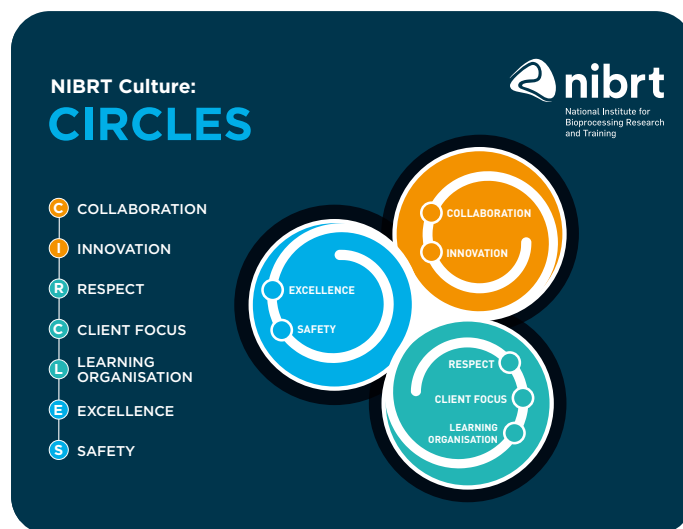 NIBRT Culture:
CIRCLES
nibrt
National Institute for
Bioprocessing Research
and Training
C COLLABORATION
I INNOVATION
R RESPECT
C CLIENT FOCUS
L LEARNING
ORGANISATION
E EXCELLENCE
S SAFETY
COLLABORATION
INNOVATION
EXCELLENCE
SAFETY
RESPECT
CLIENT FOCUS
LEARNING
ORGANISATION